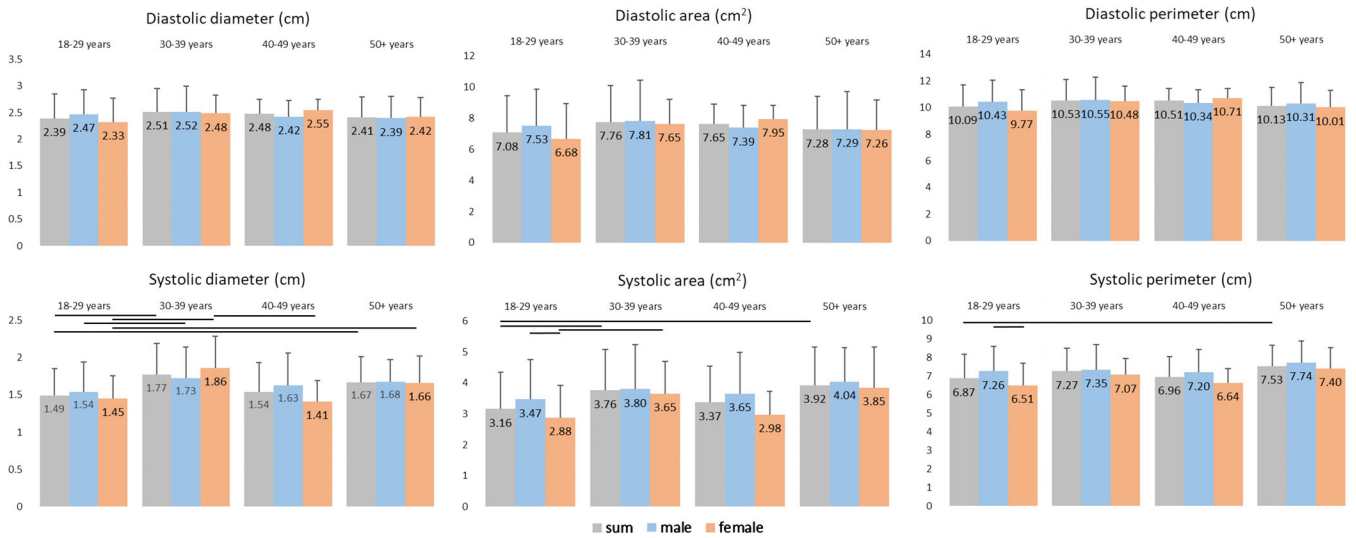 Diastolic diameter (cm)
18-29 years 30-39 years 40-49 years 50+ years
3.5
3
2.5
2
1.5
1
0.5
0
2.39 2.47 2.33 2.51 2.52 2.48 2.48 2.42 2.55 2.41 2.39 2.42
Diastolic area (cm²)
18-29 years 30-39 years 40-49 years 50+ years
12
10
8
6
4
2
0
7.08 7.53 6.68 7.76 7.81 7.65 7.65 7.39 7.95 7.28 7.29 7.26
Diastolic perimeter (cm)
18-29 years 30-39 years 40-49 years 50+ years
14
12
10
8
6
4
2
0
10.09 10.43 9.77 10.53 10.55 10.48 10.51 10.34 10.71 10.13 10.31 10.01
Systolic diameter (cm)
18-29 years 30-39 years 40-49 years 50+ years
2.5
2
1.5
1
0.5
0
1.49 1.54 1.45 1.77 1.73 1.86 1.54 1.63 1.41 1.67 1.68 1.66
Systolic area (cm²)
18-29 years 30-39 years 40-49 years 50+ years
6
5
4
3
2
1
0
3.16 3.47 2.88 3.76 3.80 3.65 3.37 3.65 2.98 3.92 4.04 3.85
Systolic perimeter (cm)
18-29 years 30-39 years 40-49 years 50+ years
10
9
8
7
6
5
4
3
2
1
0
6.87 7.26 6.51 7.27 7.35 7.07 6.96 7.20 6.64 7.53 7.74 7.40
sum male female